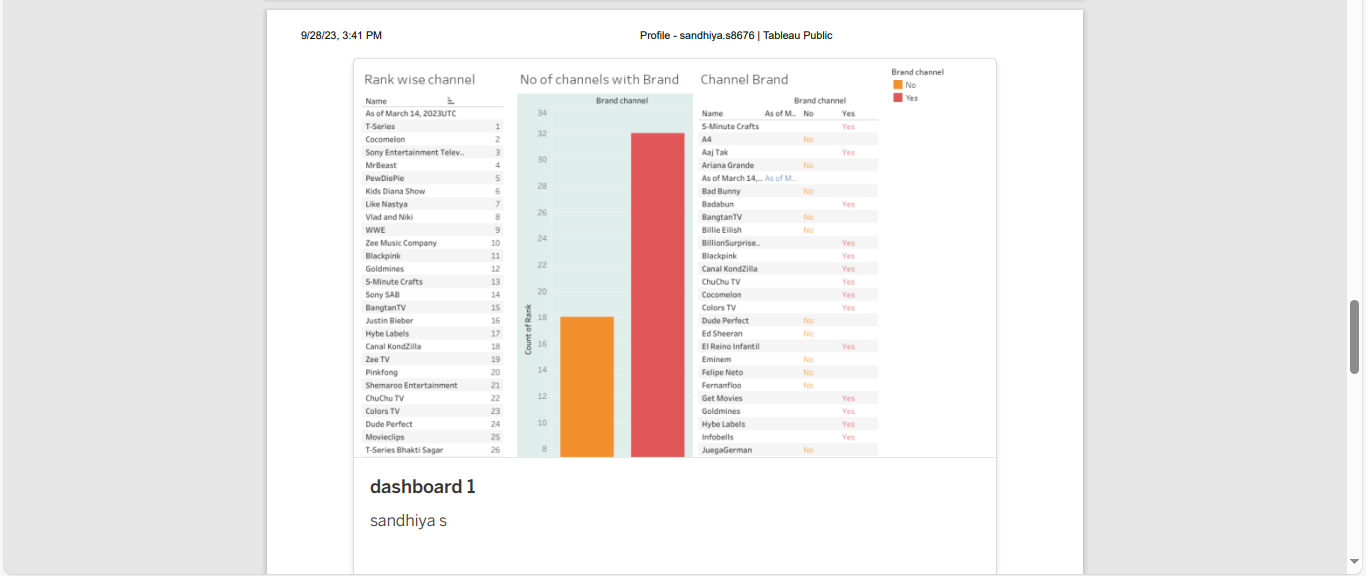 9/28/23, 3:41 PM
Profile - sandhiya.s8676 | Tableau Public
Rank wise channel
Name
As of March 14, 2023UTC
T-Series 1
Cocomelon 2
Sony Entertainment Telev.. 3
MrBeast 4
PewDiePie 5
Kids Diana Show 6
Like Nastya 7
Vlad and Niki 8
WWE 9
Zee Music Company 10
Blackpink 11
Goldmines 12
5-Minute Crafts 13
Sony SAB 14
BangtanTV 15
Justin Bieber 16
Hybe Labels 17
Canal KondZilla 18
Zee TV 19
Pinkfong 20
Shemaroo Entertainment 21
ChuChu TV 22
Colors TV 23
Dude Perfect 24
Movieclips 25
T-Series Bhakti Sagar 26
No of channels with Brand
Brand channel
34
32
30
28
26
24
22
20
18
16
14
12
10
8
Count of Rank
Channel Brand
Brand channel
Name As of M.. No Yes
5-Minute Crafts Yes
A4 No
Aaj Tak Yes
Ariana Grande No
As of March 14,.. As of M..
Bad Bunny No
Badabun Yes
BangtanTV No
Billie Eilish No
BillionSurprise.. Yes
Blackpink Yes
Canal KondZilla Yes
ChuChu TV Yes
Cocomelon Yes
Colors TV Yes
Dude Perfect No
Ed Sheeran No
El Reino Infantil Yes
Eminem No
Felipe Neto No
Fernanfloo No
Get Movies Yes
Goldmines Yes
Hybe Labels Yes
Infobells Yes
JuegaGerman No
Brand channel
No
Yes
dashboard 1
sandhiya s